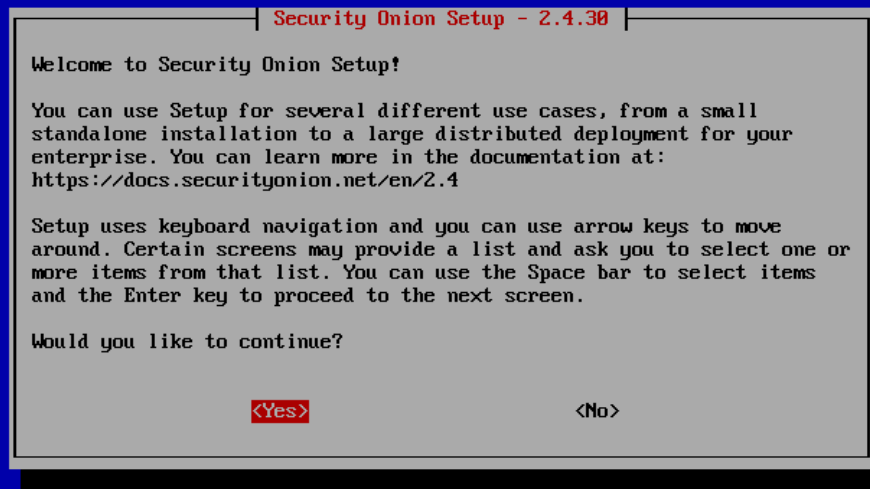 Security Onion Setup - 2.4.30
Welcome to Security Onion Setup!
You can use Setup for several different use cases, from a small
standalone installation to a large distributed deployment for your
enterprise. You can learn more in the documentation at:
https://docs.securityonion.net/en/2.4
Setup uses keyboard navigation and you can use arrow keys to move
around. Certain screens may provide a list and ask you to select one or
more items from that list. You can use the Space bar to select items
and the Enter key to proceed to the next screen.
Would you like to continue?
<Yes> <No>